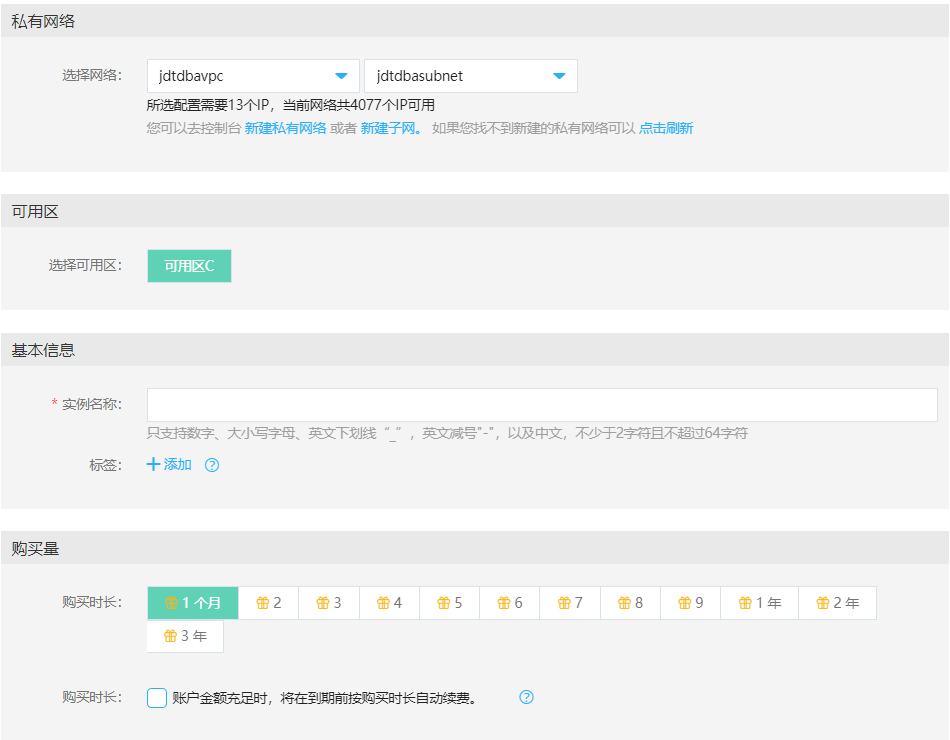 私有网络
选择网络： jdtdbavpc jdtdbasubnet
所选配置需要13个IP，当前网络共4077个IP可用
您可以去控制台 新建私有网络 或者 新建子网。 如果您找不到新建的私有网络可以 点击刷新
可用区
选择可用区： 可用区C
基本信息
* 实例名称：
只支持数字、大小写字母、英文下划线“_”，英文减号"-"，以及中文，不少于2字符且不超过64字符
标签： +添加 ?
购买量
购买时长： 1 个月 2 3 4 5 6 7 8 9 1 年 2 年
3 年
购买时长： 账户金额充足时，将在到期前按购买时长自动续费。 ?